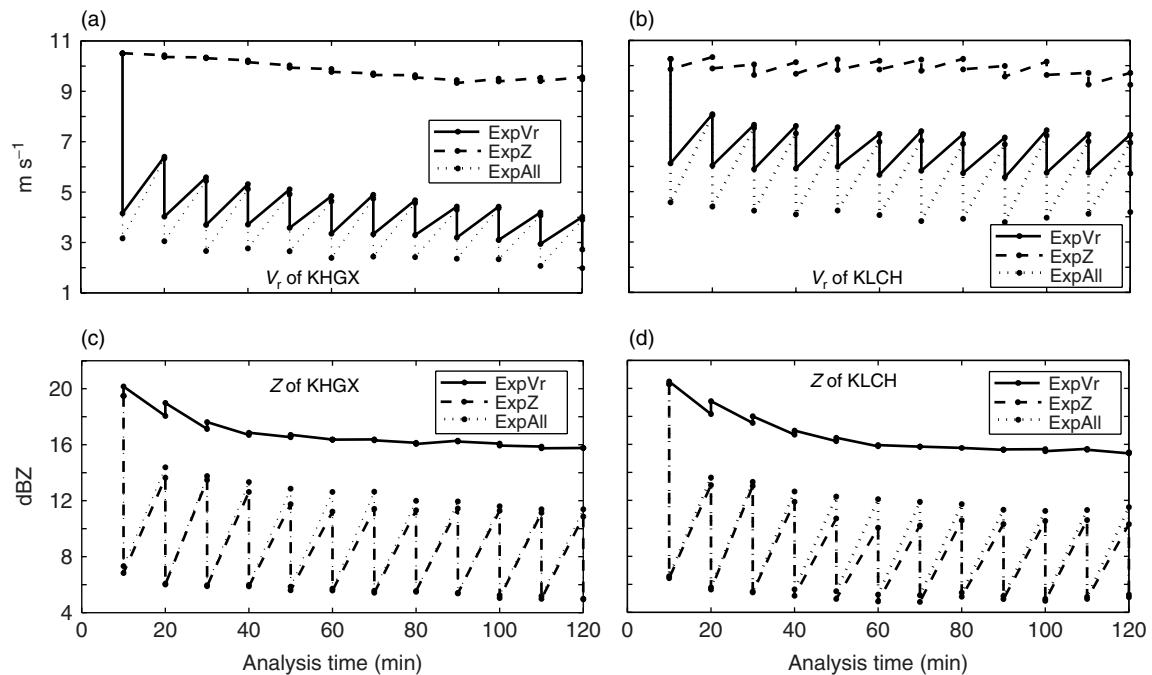 (a)
11
9
7
5
3
1
m s⁻¹
ExpVr
ExpZ
ExpAll
Vr of KHGX
(b)
ExpVr
ExpZ
ExpAll
Vr of KLCH
(c)
20
16
12
8
4
dBZ
Z of KHGX
ExpVr
ExpZ
ExpAll
0 20 40 60 80 100 120
Analysis time (min)
(d)
Z of KLCH
ExpVr
ExpZ
ExpAll
0 20 40 60 80 100 120
Analysis time (min)